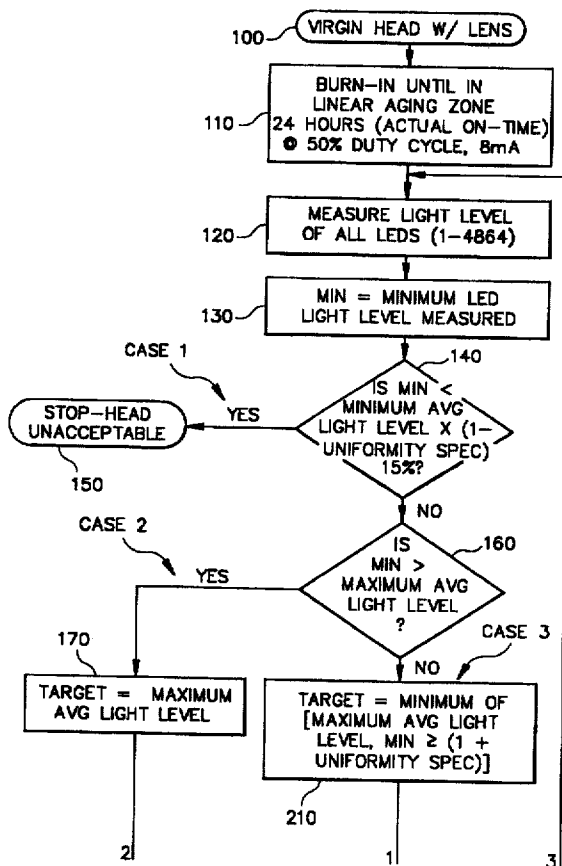 VIRGIN HEAD W/ LENS
100
BURN-IN UNTIL IN
LINEAR AGING ZONE
24 HOURS (ACTUAL ON-TIME)
@ 50% DUTY CYCLE, 8mA
110
MEASURE LIGHT LEVEL
OF ALL LEDS (1-4864)
120
MIN = MINIMUM LED
LIGHT LEVEL MEASURED
130
CASE 1
140
IS MIN <
MINIMUM AVG
LIGHT LEVEL X (1-
UNIFORMITY SPEC)
15%?
YES
STOP-HEAD
UNACCEPTABLE
150
NO
CASE 2
160
IS
MIN >
MAXIMUM AVG
LIGHT LEVEL
?
YES
NO
CASE 3
170
TARGET = MAXIMUM
AVG LIGHT LEVEL
TARGET = MINIMUM OF
[MAXIMUM AVG LIGHT
LEVEL, MIN ≥ (1 +
UNIFORMITY SPEC)]
210
2
1
3